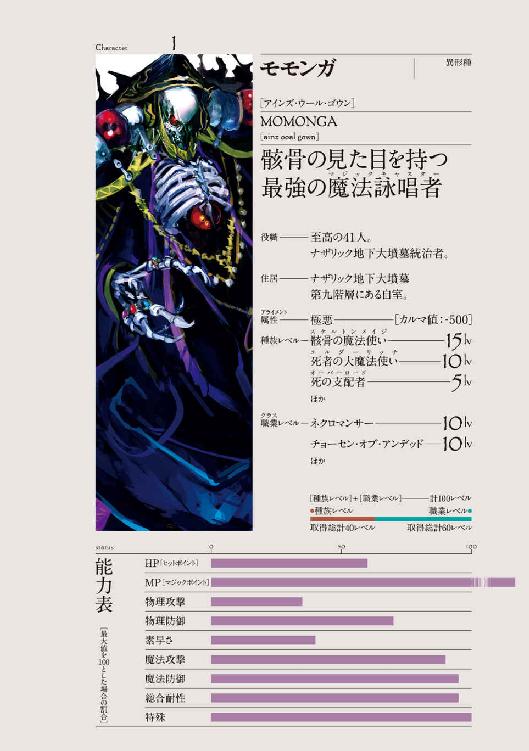 Character
1
モモンガ
異形種
[アインズ・ウール・ゴウン]
MOMONGA
[ainz ooal gown]
骸骨の見た目を持つ
マジックキャスター
最強の魔法詠唱者
役職――至高の41人。
ナザリック地下大墳墓統治者。
住居――ナザリック地下大墳墓
第九階層にある自室。
アライメント
属性――極悪――[カルマ値:-500]
スケルトンメイジ
種族レベル―骸骨の魔法使い――15lv
エルダーリッチ
死者の大魔法使い――10lv
オーバーロード
死の支配者――5lv
ほか
クラス
職業レベル―ネクロマンサー――10lv
チョーセン・オブ・アンデッド――10lv
ほか
[種族レベル]+[職業レベル]――計100レベル
●種族レベル 職業レベル●
取得総計40レベル 取得総計60レベル
status
0 50 100
能力表
[最大値を100とした場合の割合]
HP[ヒットポイント]
MP[マジックポイント]
物理攻撃
物理防御
素早さ
魔法攻撃
魔法防御
総合耐性
特殊